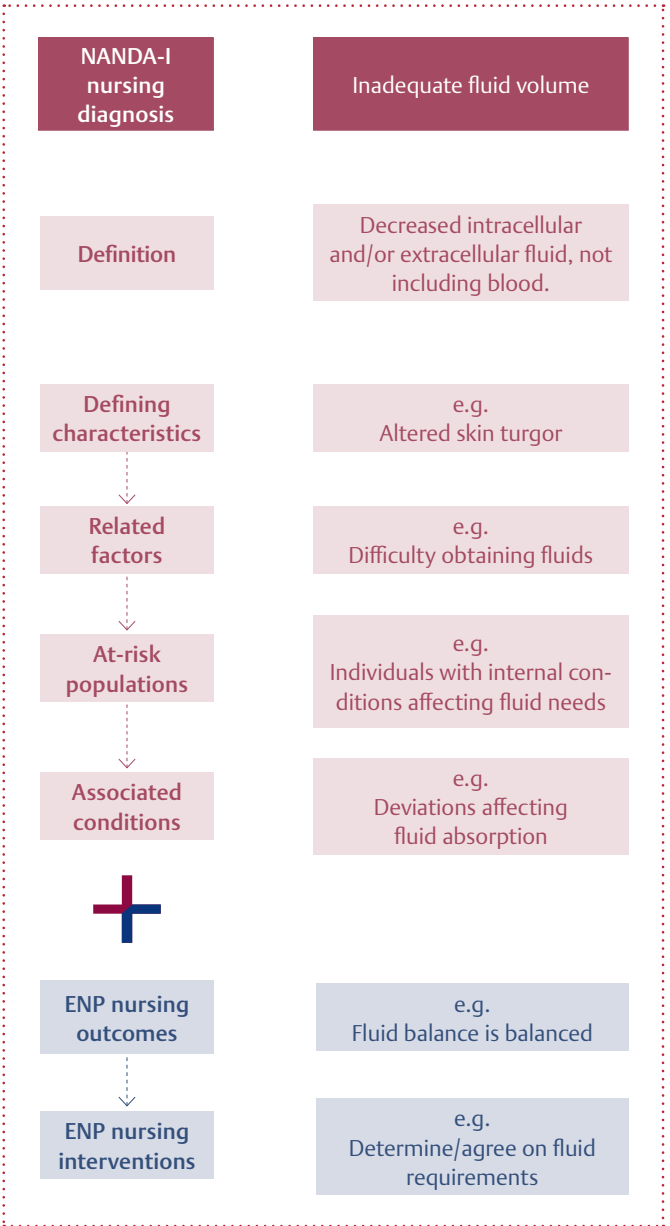 NANDA-I
nursing
diagnosis
Inadequate fluid volume
Definition
Decreased intracellular
and/or extracellular fluid, not
including blood.
Defining
characteristics
e.g.
Altered skin turgor
Related
factors
e.g.
Difficulty obtaining fluids
At-risk
populations
e.g.
Individuals with internal con-
ditions affecting fluid needs
Associated
conditions
e.g.
Deviations affecting
fluid absorption
ENP nursing
outcomes
e.g.
Fluid balance is balanced
ENP nursing
interventions
e.g.
Determine/agree on fluid
requirements